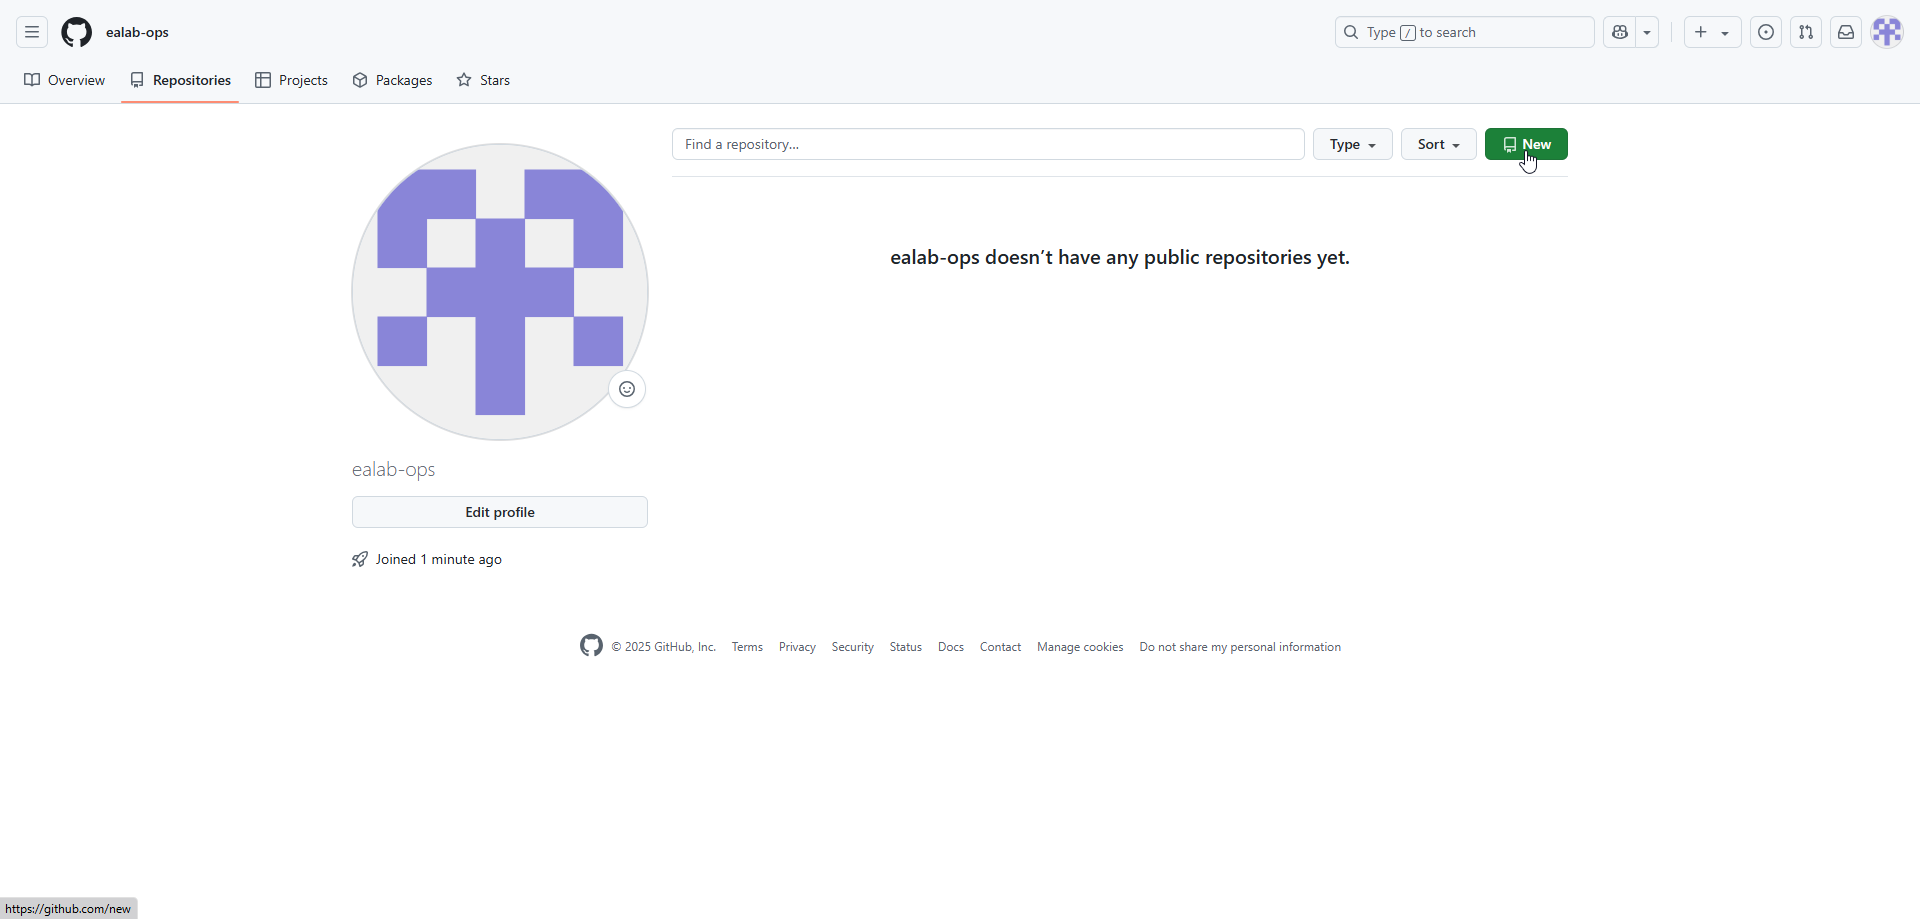 ealab-ops
Type / to search
Overview
Repositories
Projects
Packages
Stars
Find a repository...
Type
Sort
New
ealab-ops doesn’t have any public repositories yet.
ealab-ops
Edit profile
Joined 1 minute ago
© 2025 GitHub, Inc.
Terms
Privacy
Security
Status
Docs
Contact
Manage cookies
Do not share my personal information
https://github.com/new